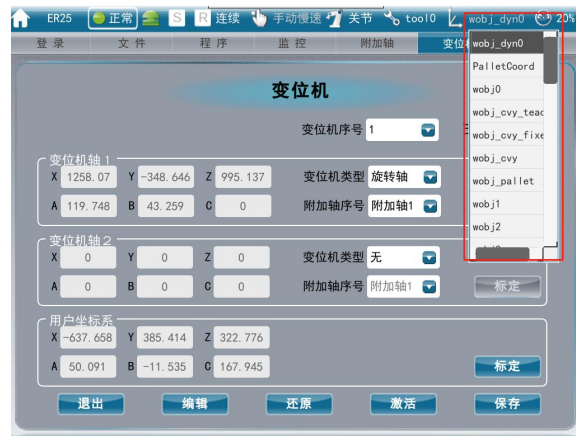 ER25 正常 S R 连续 手动慢速 关节 tool0 wobj_dyn0 20%
登录 文件 程序 监控 附加轴 变位机
wobj_dyn0
PalletCoord
wobj0
wobj_cvy_teac
wobj_cvy_fixe
wobj_cvy
wobj_pallet
wobj1
wobj2
变位机
变位机序号 1
变位机轴 1
X 1258.07 Y -348.646 Z 995.137 变位机类型 旋转轴
A 119.748 B 43.259 C 0 附加轴序号 附加轴1
变位机轴2
X 0 Y 0 Z 0 变位机类型 无
A 0 B 0 C 0 附加轴序号 附加轴1 标定
用户坐标系
X -637.658 Y 385.414 Z 322.776
A 50.091 B -11.535 C 167.945 标定
退出 编辑 还原 激活 保存